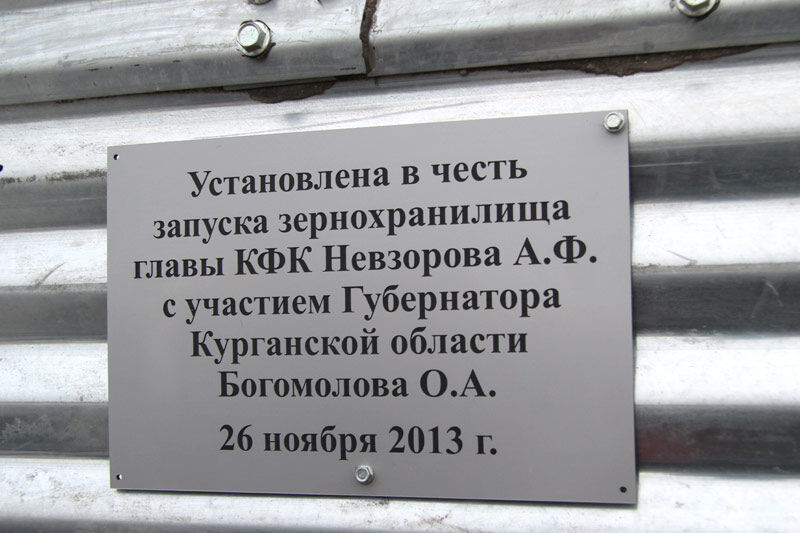 Установлена в честь
запуска зернохранилища
главы КФК Невзорова А.Ф.
с участием Губернатора
Курганской области
Богомолова О.А.
26 ноября 2013 г.